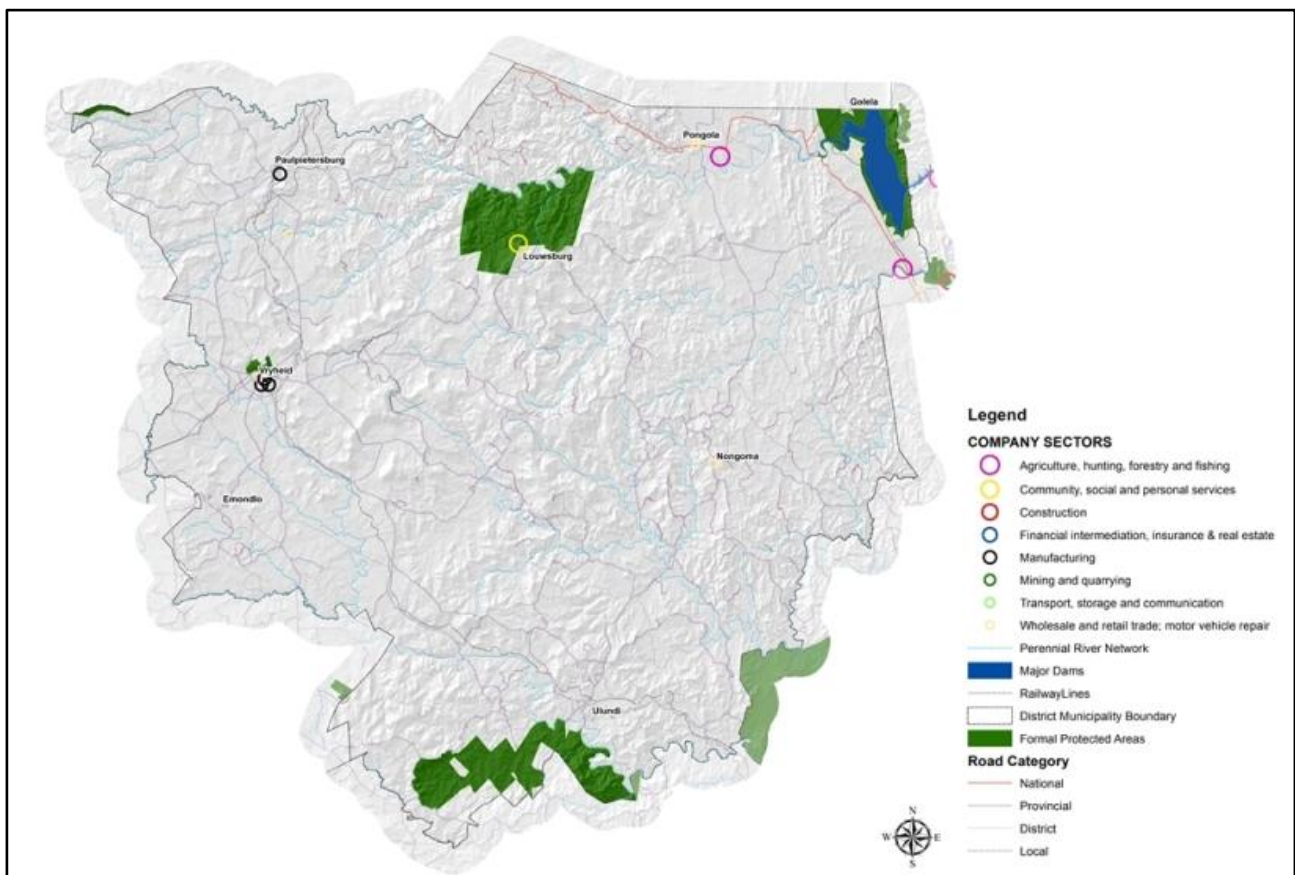 Golela
Pongola
Paulpietersburg
Louwsburg
Vryheid
Nongoma
Emondlo
Ulundi
Legend
COMPANY SECTORS
Agriculture, hunting, forestry and fishing
Community, social and personal services
Construction
Financial intermediation, insurance & real estate
Manufacturing
Mining and quarrying
Transport, storage and communication
Wholesale and retail trade; motor vehicle repair
Perennial River Network
Major Dams
RailwayLines
District Municipality Boundary
Formal Protected Areas
Road Category
National
Provincial
District
Local
N
W E
S